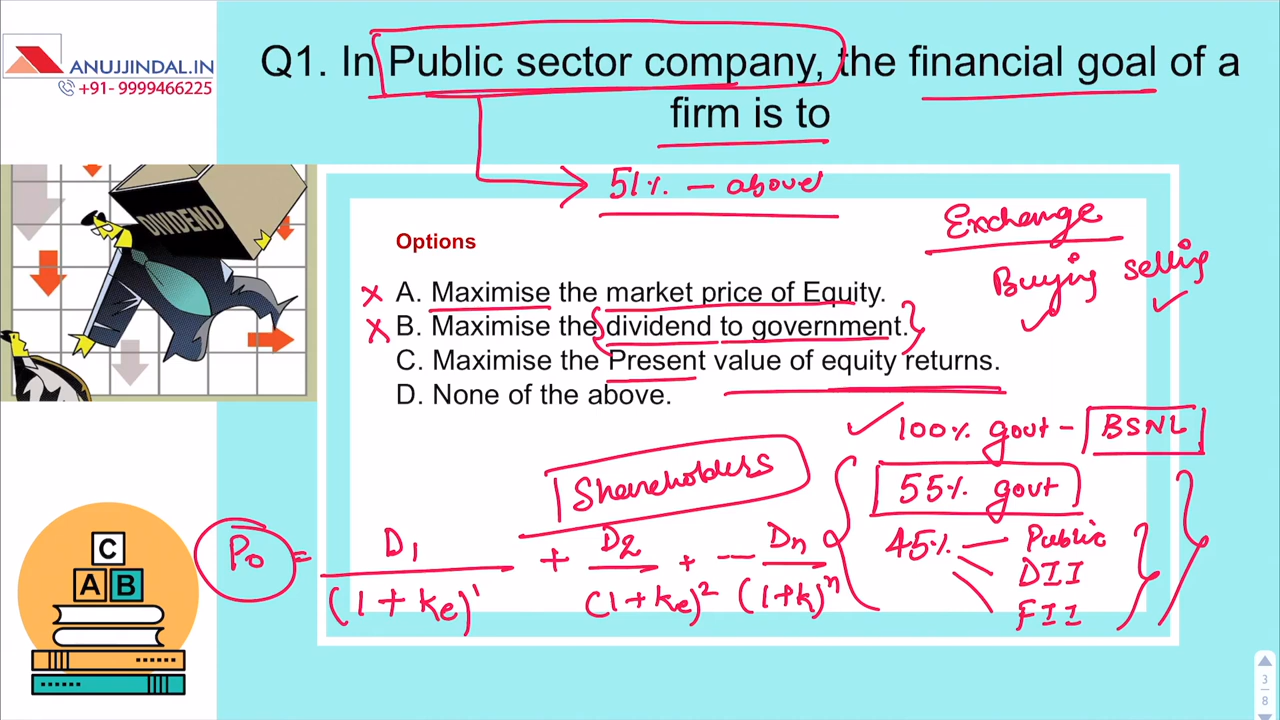 ANUJJINDAL.IN
+91- 9999466225
Q1. In Public sector company, the financial goal of a
firm is to
51% – above
DIVIDEND
Exchange
Buying selling
Options
A. Maximise the market price of Equity.
B. Maximise the dividend to government.
C. Maximise the Present value of equity returns.
D. None of the above.
100% govt – BSNL
Shareholders
55% govt
45% – Public
DII
FII
P0 = D1 / (1 + ke)^1 + D2 / (1 + ke)^2 + --- Dn / (1+k)^n
C
A B
3
8